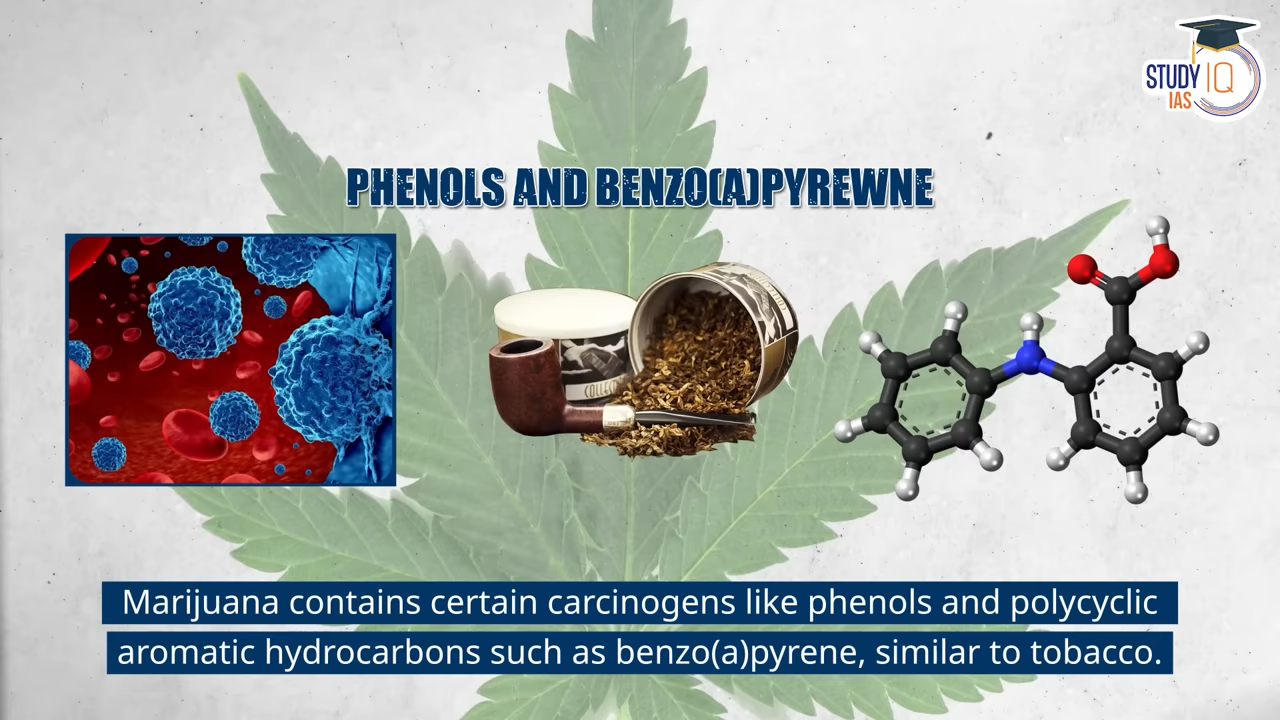 STUDY IQ
IAS
PHENOLS AND BENZO(A)PYREWNE
Marijuana contains certain carcinogens like phenols and polycyclic
aromatic hydrocarbons such as benzo(a)pyrene, similar to tobacco.